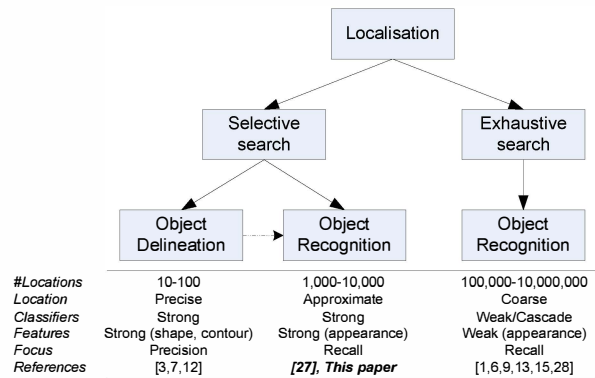 Localisation
Selective
search
Exhaustive
search
Object
Delineation
Object
Recognition
Object
Recognition
#Locations 10-100 1,000-10,000 100,000-10,000,000
Location Precise Approximate Coarse
Classifiers Strong Strong Weak/Cascade
Features Strong (shape, contour) Strong (appearance) Weak (appearance)
Focus Precision Recall Recall
References [3,7,12] [27], This paper [1,6,9,13,15,28]